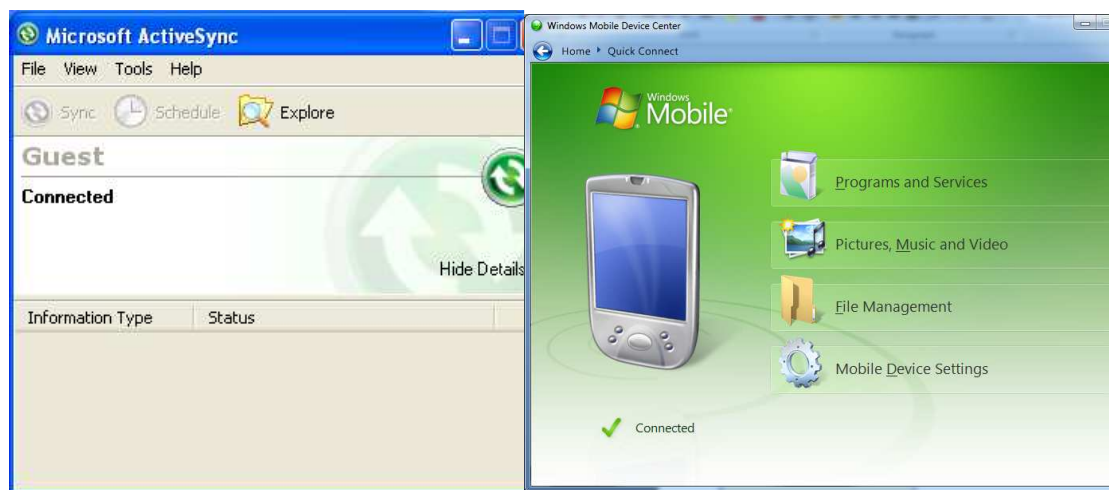 Microsoft ActiveSync
File View Tools Help
Sync Schedule Explore
Guest
Connected
Hide Details
Information Type Status
Windows Mobile Device Center
Home Quick Connect
Windows
Mobile
Programs and Services
Pictures, Music and Video
File Management
Mobile Device Settings
Connected